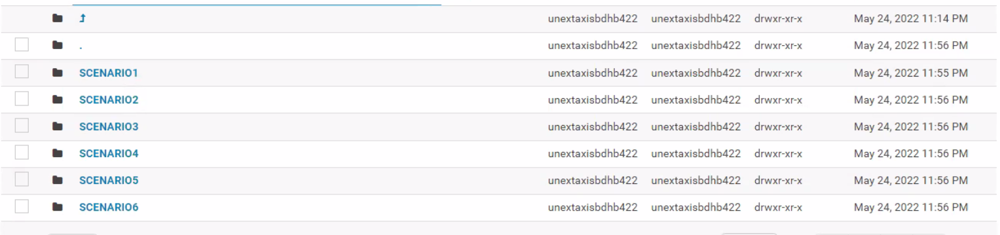 unextaxisbdhb422 unextaxisbdhb422 drwxr-xr-x May 24, 2022 11:14 PM
. unextaxisbdhb422 unextaxisbdhb422 drwxr-xr-x May 24, 2022 11:56 PM
SCENARIO1 unextaxisbdhb422 unextaxisbdhb422 drwxr-xr-x May 24, 2022 11:55 PM
SCENARIO2 unextaxisbdhb422 unextaxisbdhb422 drwxr-xr-x May 24, 2022 11:56 PM
SCENARIO3 unextaxisbdhb422 unextaxisbdhb422 drwxr-xr-x May 24, 2022 11:56 PM
SCENARIO4 unextaxisbdhb422 unextaxisbdhb422 drwxr-xr-x May 24, 2022 11:56 PM
SCENARIO5 unextaxisbdhb422 unextaxisbdhb422 drwxr-xr-x May 24, 2022 11:56 PM
SCENARIO6 unextaxisbdhb422 unextaxisbdhb422 drwxr-xr-x May 24, 2022 11:56 PM